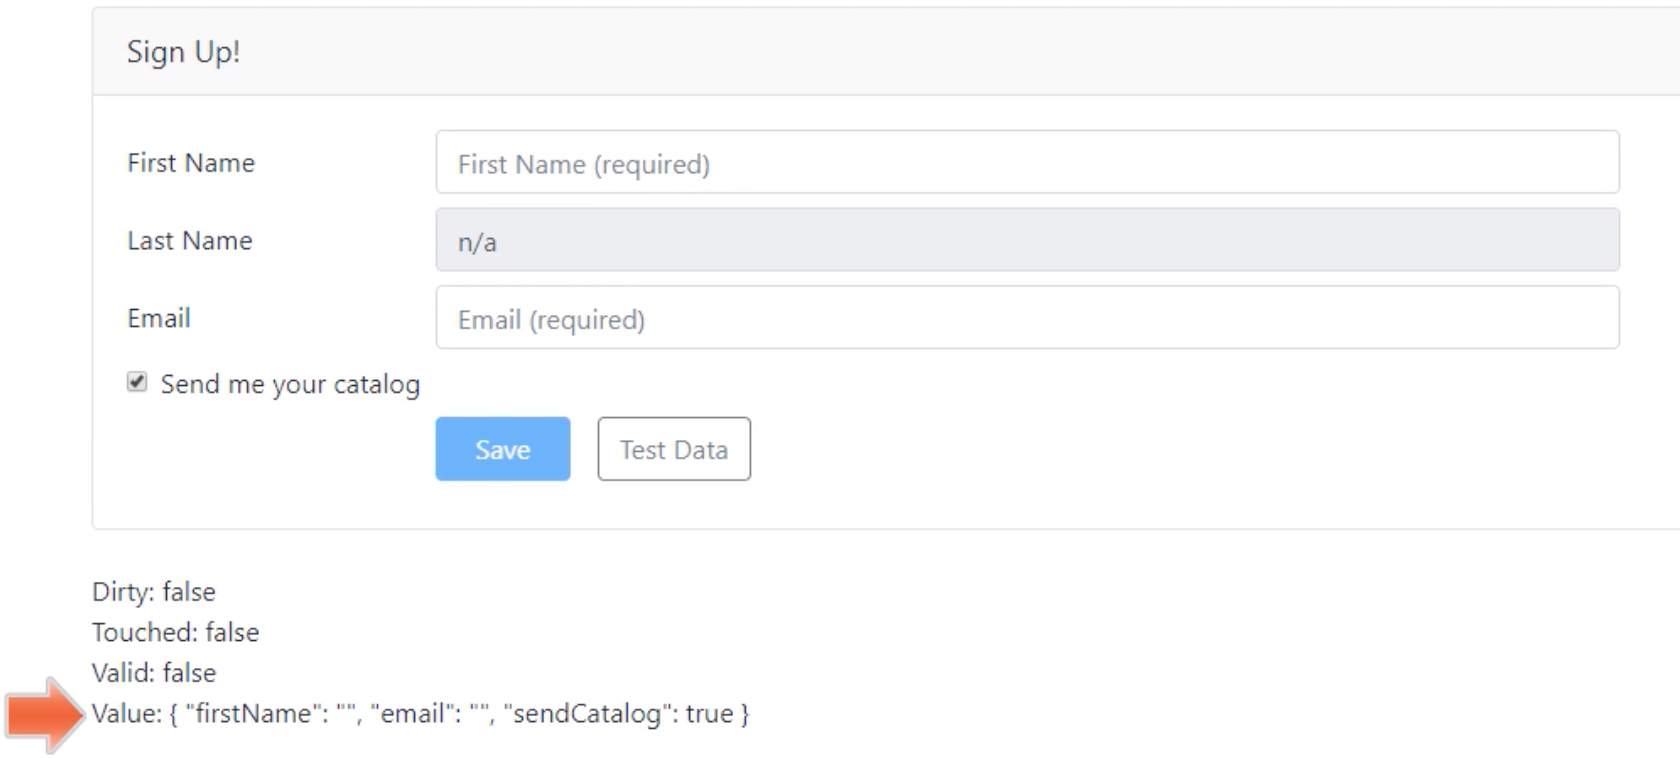 Sign Up!
First Name
First Name (required)
Last Name
n/a
Email
Email (required)
Send me your catalog
Save
Test Data
Dirty: false
Touched: false
Valid: false
Value: { "firstName": "", "email": "", "sendCatalog": true }